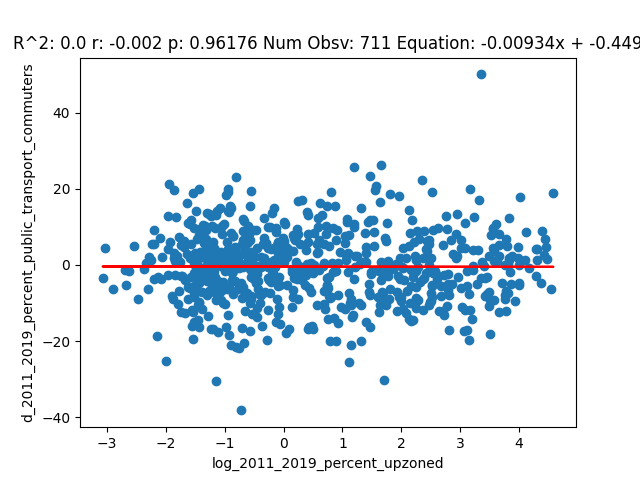 R^2: 0.0 r: -0.002 p: 0.96176 Num Obsv: 711 Equation: -0.00934x + -0.449
d_2011_2019_percent_public_transport_commuters
40
20
0
−20
−40
−3 −2 −1 0 1 2 3 4
log_2011_2019_percent_upzoned